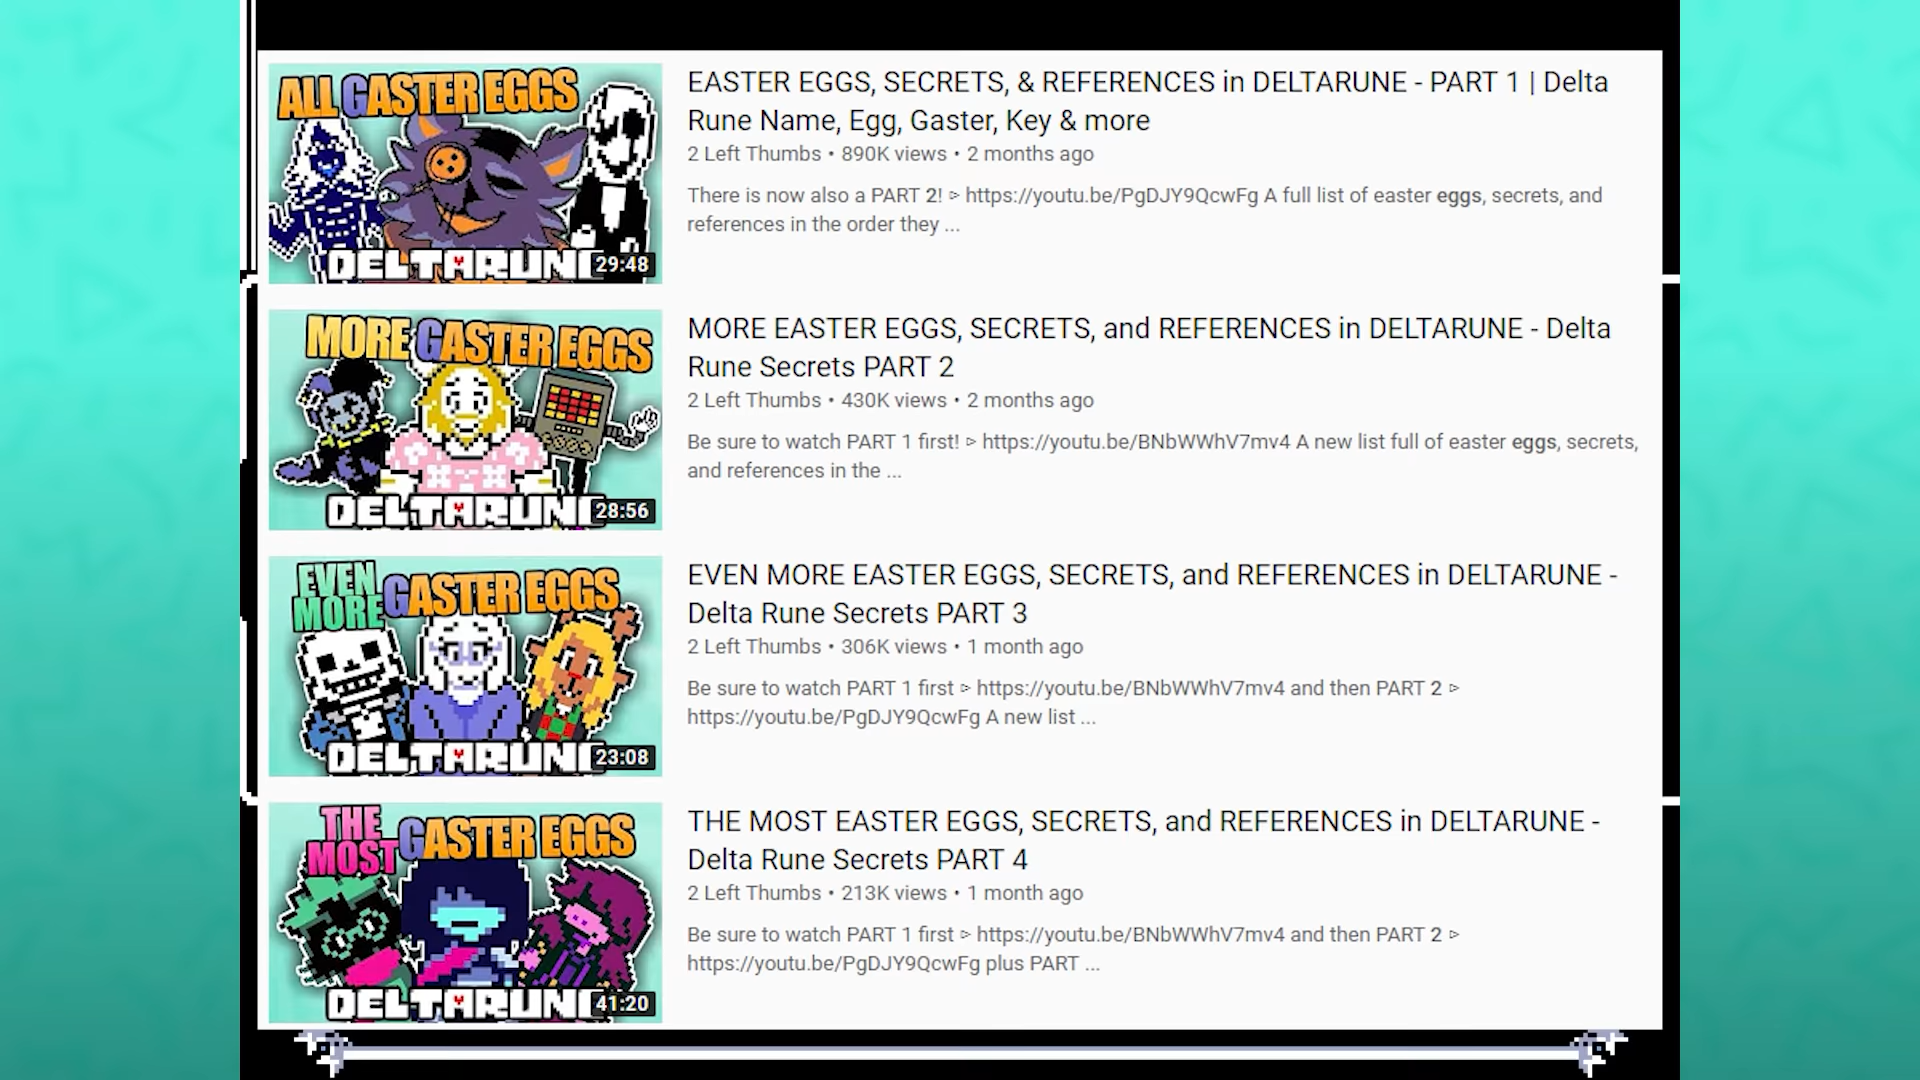 ALL GASTER EGGS
DELTARUNE
29:48
EASTER EGGS, SECRETS, & REFERENCES in DELTARUNE - PART 1 | Delta
Rune Name, Egg, Gaster, Key & more
2 Left Thumbs • 890K views • 2 months ago
There is now also a PART 2! ▹ https://youtu.be/PgDJY9QcwFg A full list of easter eggs, secrets, and
references in the order they ...
MORE GASTER EGGS
DELTARUNE
28:56
MORE EASTER EGGS, SECRETS, and REFERENCES in DELTARUNE - Delta
Rune Secrets PART 2
2 Left Thumbs • 430K views • 2 months ago
Be sure to watch PART 1 first! ▹ https://youtu.be/BNbWWhV7mv4 A new list full of easter eggs, secrets,
and references in the ...
EVEN
MORE GASTER EGGS
DELTARUNE
23:08
EVEN MORE EASTER EGGS, SECRETS, and REFERENCES in DELTARUNE -
Delta Rune Secrets PART 3
2 Left Thumbs • 306K views • 1 month ago
Be sure to watch PART 1 first ▹ https://youtu.be/BNbWWhV7mv4 and then PART 2 ▹
https://youtu.be/PgDJY9QcwFg A new list ...
THE
MOST GASTER EGGS
DELTARUNE
41:20
THE MOST EASTER EGGS, SECRETS, and REFERENCES in DELTARUNE -
Delta Rune Secrets PART 4
2 Left Thumbs • 213K views • 1 month ago
Be sure to watch PART 1 first ▹ https://youtu.be/BNbWWhV7mv4 and then PART 2 ▹
https://youtu.be/PgDJY9QcwFg plus PART ...